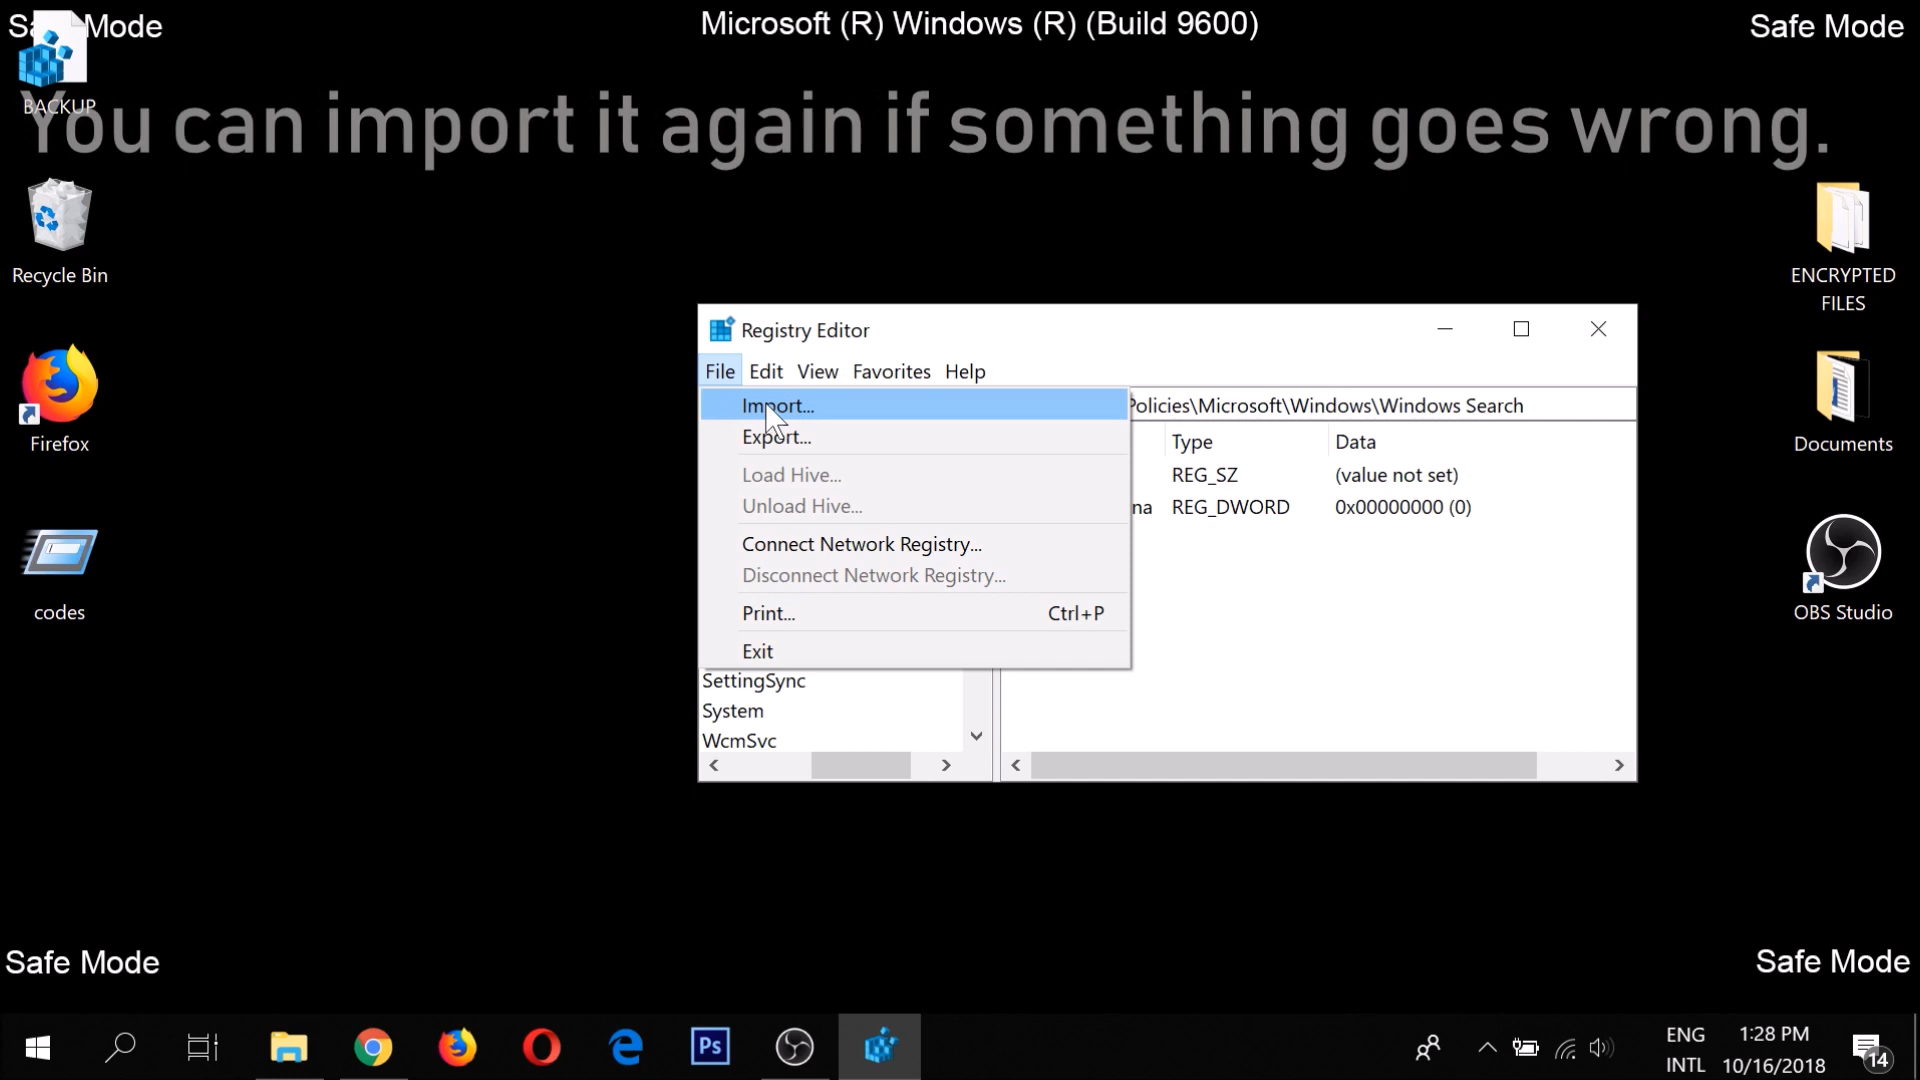 Microsoft (R) Windows (R) (Build 9600)
Safe Mode
Mode
BACKUP
You can import it again if something goes wrong.
Recycle Bin
Firefox
codes
ENCRYPTED
FILES
Documents
OBS Studio
Registry Editor
File Edit View Favorites Help
Policies\Microsoft\Windows\Windows Search
Import...
Export...
Load Hive...
Unload Hive...
Connect Network Registry...
Disconnect Network Registry...
Print... Ctrl+P
Exit
Type Data
REG_SZ (value not set)
na REG_DWORD 0x00000000 (0)
SettingSync
System
WcmSvc
Safe Mode
Safe Mode
Ps
ENG
INTL
1:28 PM
10/16/2018
14